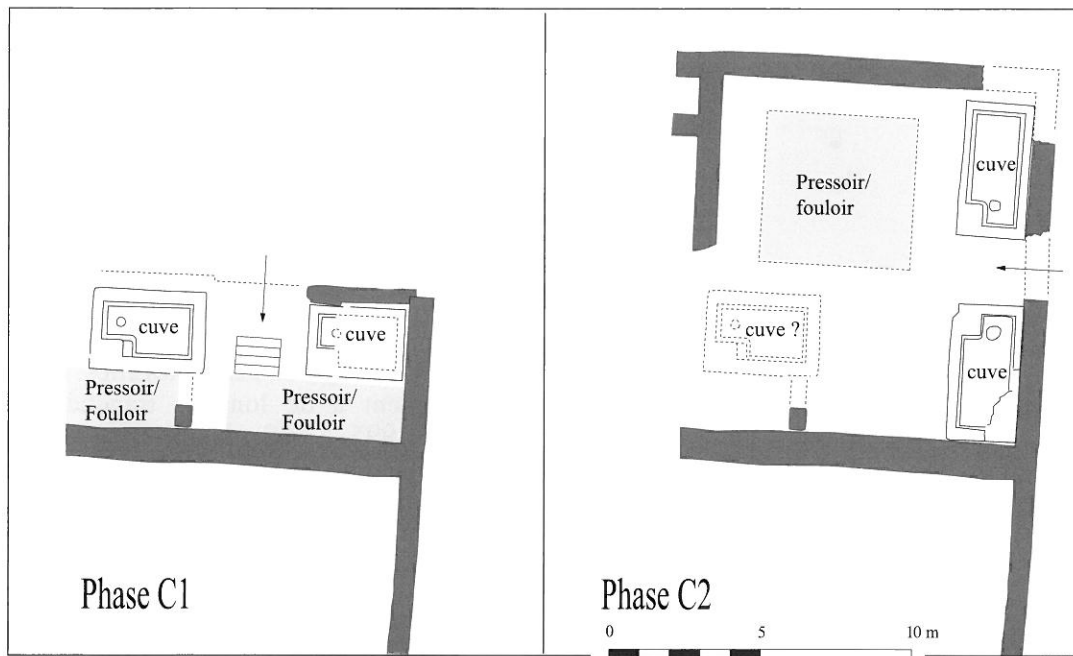 cuve
cuve
Pressoir/
Fouloir
Pressoir/
Fouloir
Phase C1
cuve
Pressoir/
fouloir
cuve ?
cuve
Phase C2
0 5 10 m